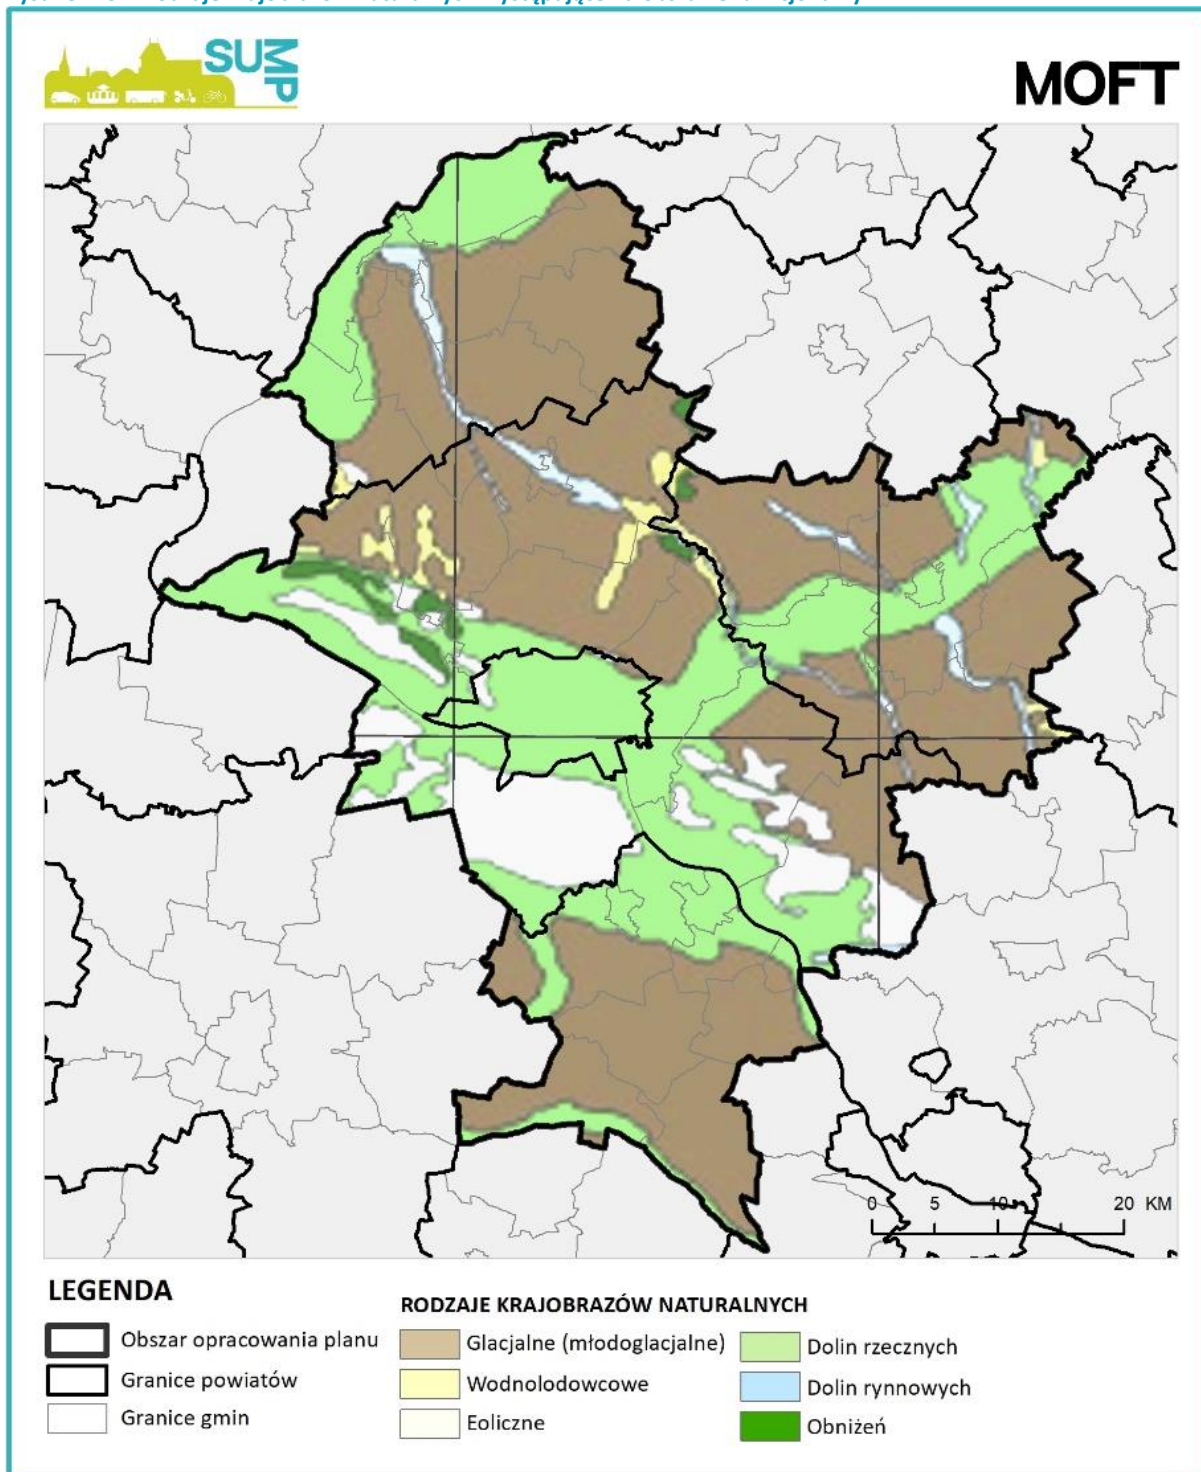 SUMP
MOFT
0 5 10 20 KM
LEGENDA
Obszar opracowania planu
Granice powiatów
Granice gmin
RODZAJE KRAJOBRAZÓW NATURALNYCH
Glacjalne (młodoglacjalne)
Wodnolodowcowe
Eoliczne
Dolin rzecznych
Dolin rynnowych
Obniżeń